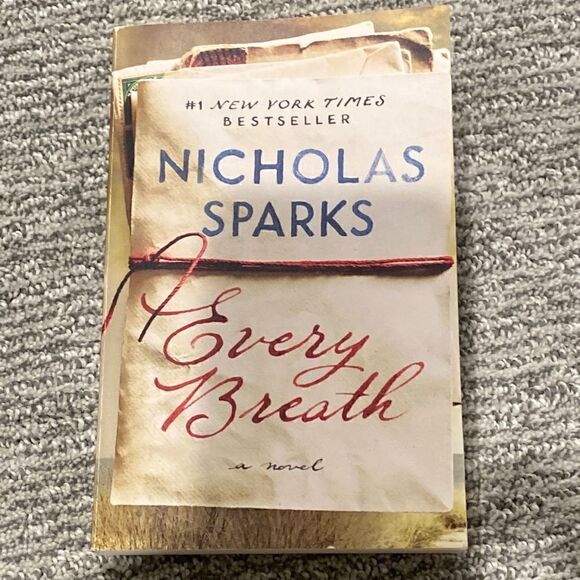 #1 NEW YORK TIMES
BESTSELLER
NICHOLAS
SPARKS
Every
Breath
a novel